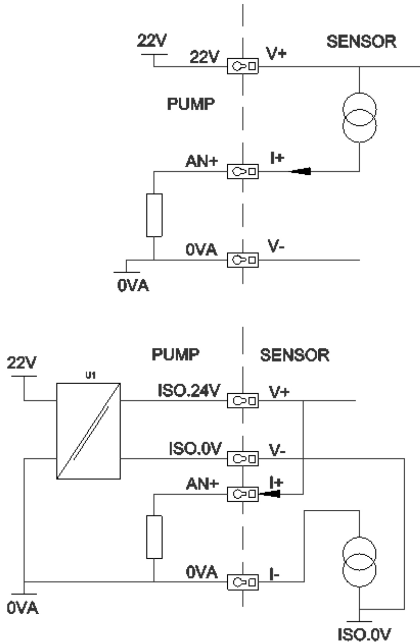 22V 22V V+ SENSOR
PUMP
AN+ I+
0VA V-
0VA
22V U1 PUMP SENSOR
ISO.24V V+
ISO.0V V-
AN+ I+
0VA I-
0VA ISO.0V